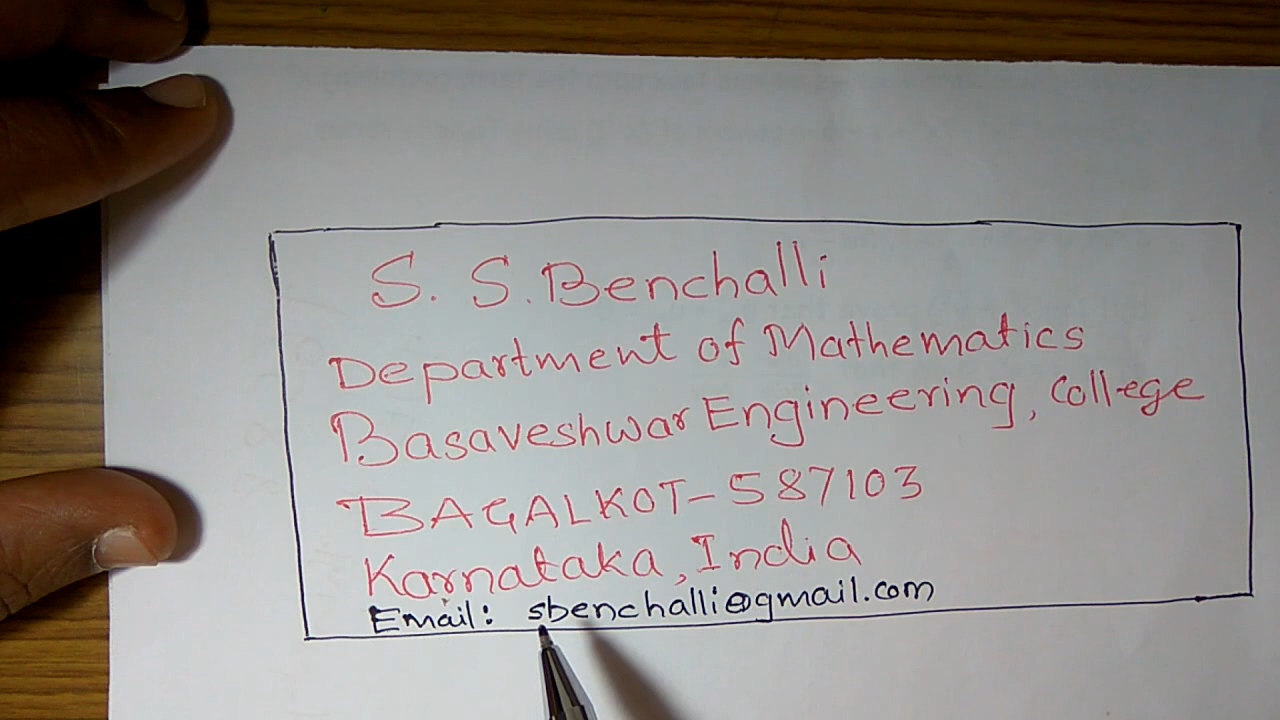 S. S. Benchalli
Department of Mathematics
Basaveshwar Engineering, College
BAGALKOT-587103
Karnataka, India
Email: sbenchalli@gmail.com